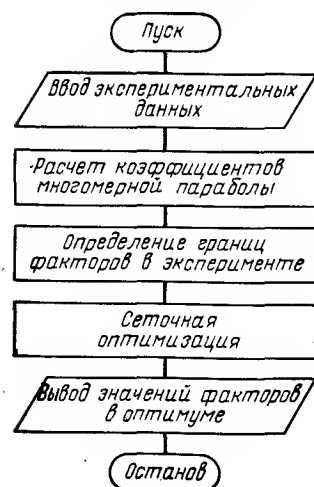 Пуск
Ввод экспериментальных
данных
Расчет коэффициентов
многомерной параболы
Определение границ
факторов в эксперименте
Сеточная
оптимизация
Вывод значений факторов
в оптимуме
Останов